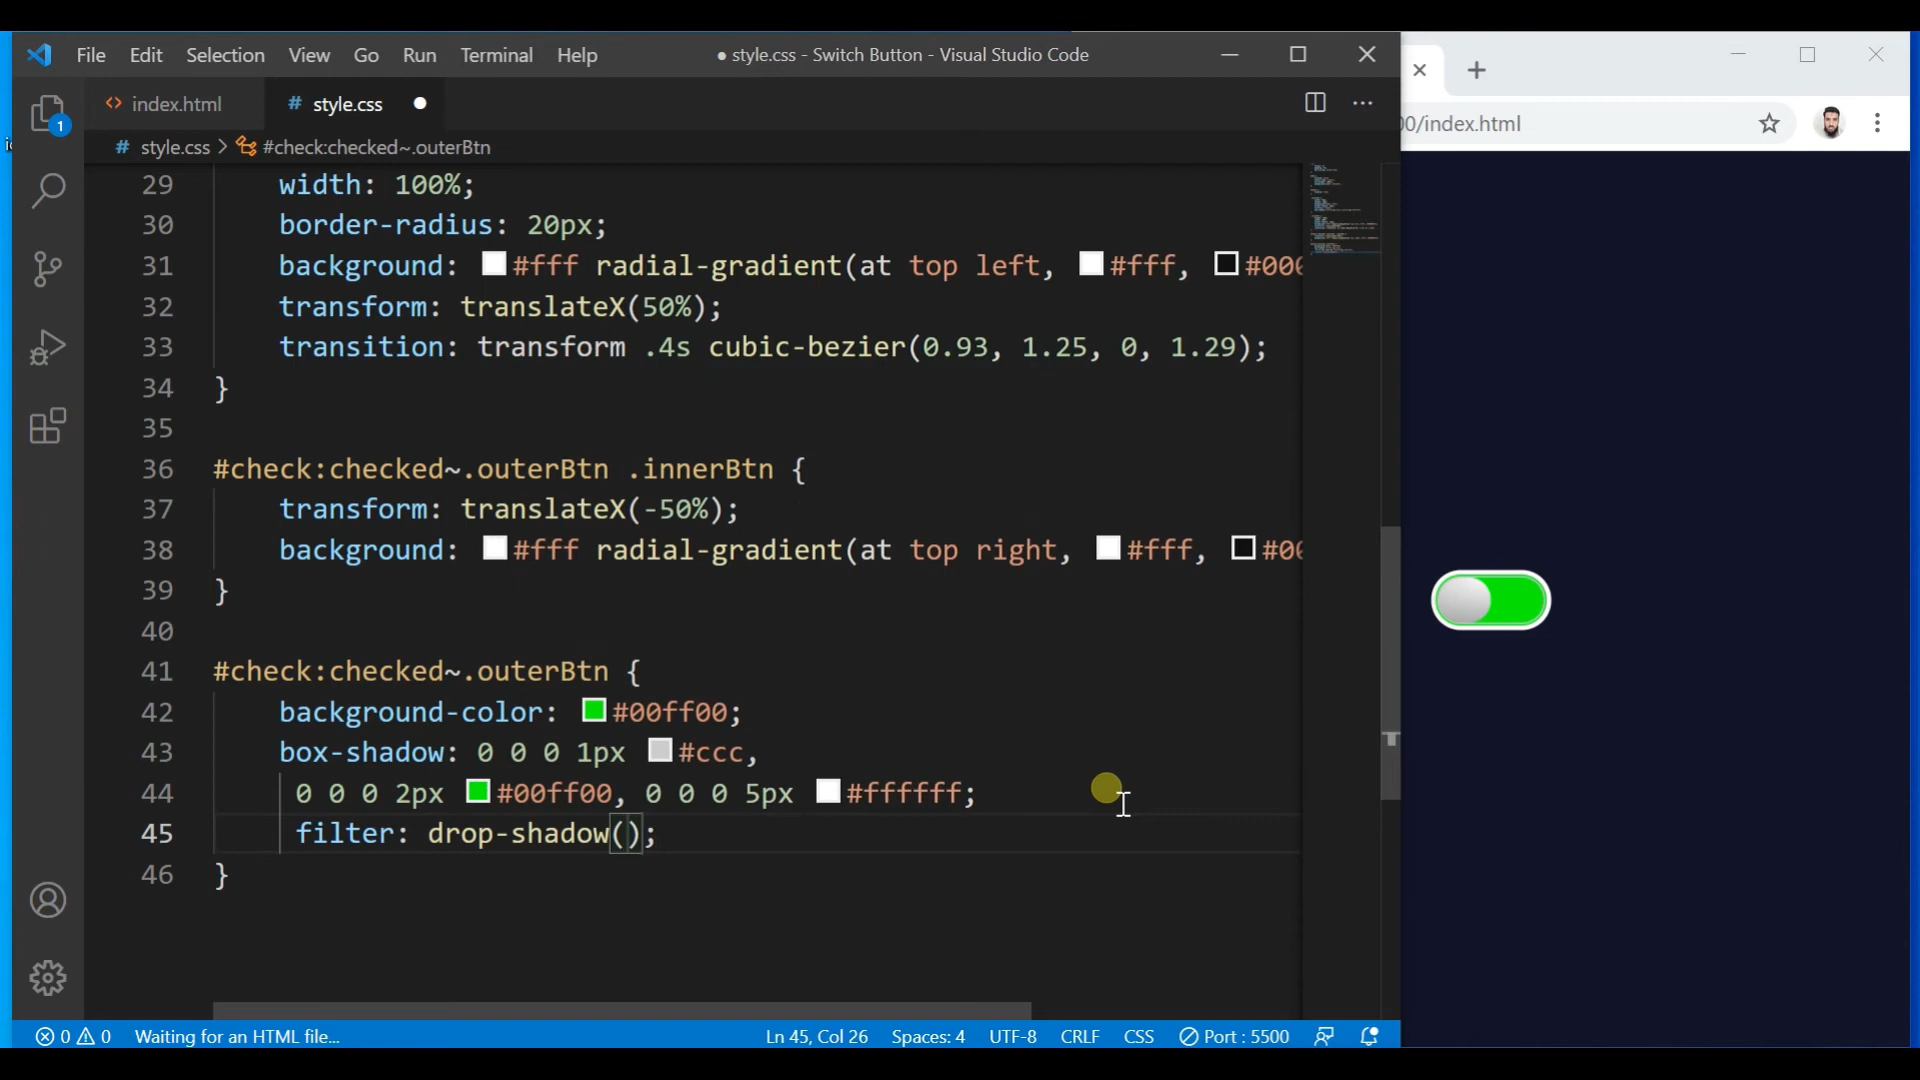 File Edit Selection View Go Run Terminal Help ● style.css - Switch Button - Visual Studio Code
index.html # style.css ●
00/index.html
# style.css > #check:checked~.outerBtn
1
29 width: 100%;
30 border-radius: 20px;
31 background: #fff radial-gradient(at top left, #fff, #000
32 transform: translateX(50%);
33 transition: transform .4s cubic-bezier(0.93, 1.25, 0, 1.29);
34 }
35
36 #check:checked~.outerBtn .innerBtn {
37 transform: translateX(-50%);
38 background: #fff radial-gradient(at top right, #fff, #00
39 }
40
41 #check:checked~.outerBtn {
42 background-color: #00ff00;
43 box-shadow: 0 0 0 1px #ccc,
44 0 0 0 2px #00ff00, 0 0 0 5px #ffffff;
45 filter: drop-shadow();
46 }
0 0 Waiting for an HTML file... Ln 45, Col 26 Spaces: 4 UTF-8 CRLF CSS Port : 5500